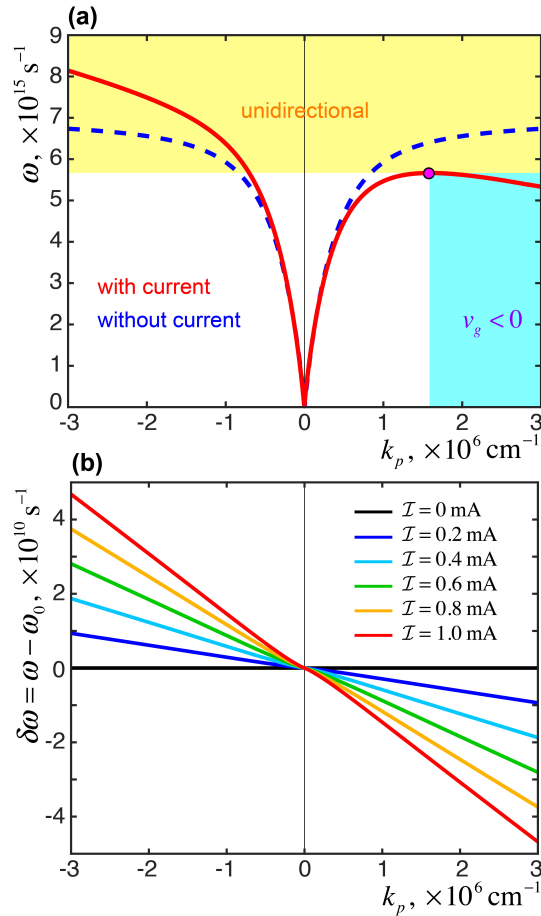 (a)
9
8
7
6
5
4
3
2
1
0
ω, ×10¹⁵ s⁻¹
unidirectional
with current
without current
v_g < 0
-3 -2 -1 0 1 2 3
k_p, ×10⁶ cm⁻¹
(b)
4
2
0
-2
-4
δω = ω − ω₀, ×10¹⁰ s⁻¹
ℐ = 0 mA
ℐ = 0.2 mA
ℐ = 0.4 mA
ℐ = 0.6 mA
ℐ = 0.8 mA
ℐ = 1.0 mA
-3 -2 -1 0 1 2 3
k_p, ×10⁶ cm⁻¹